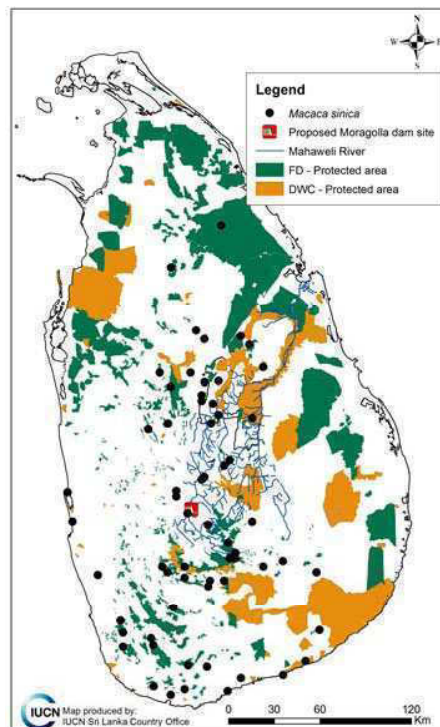 N
W E
S
Legend
Macaca sinica
Proposed Moragolla dam site
Mahaweli River
FD - Protected area
DWC - Protected area
IUCN
Map produced by:
IUCN Sri Lanka Country Office
0 30 60 120
Km